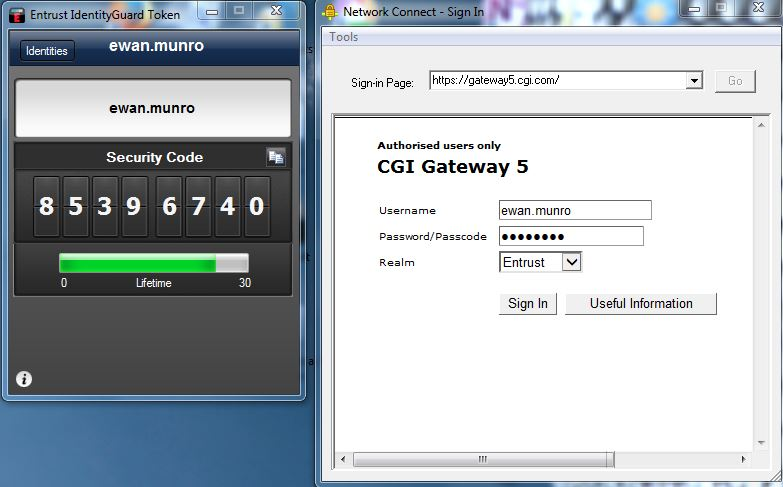 Entrust IdentityGuard Token
Identities
ewan.munro
ewan.munro
Security Code
8 5 3 9 6 7 4 0
0 Lifetime 30
Network Connect - Sign In
Tools
Sign-in Page: https://gateway5.cgi.com/ Go
Authorised users only
CGI Gateway 5
Username ewan.munro
Password/Passcode ●●●●●●●●
Realm Entrust
Sign In Useful Information